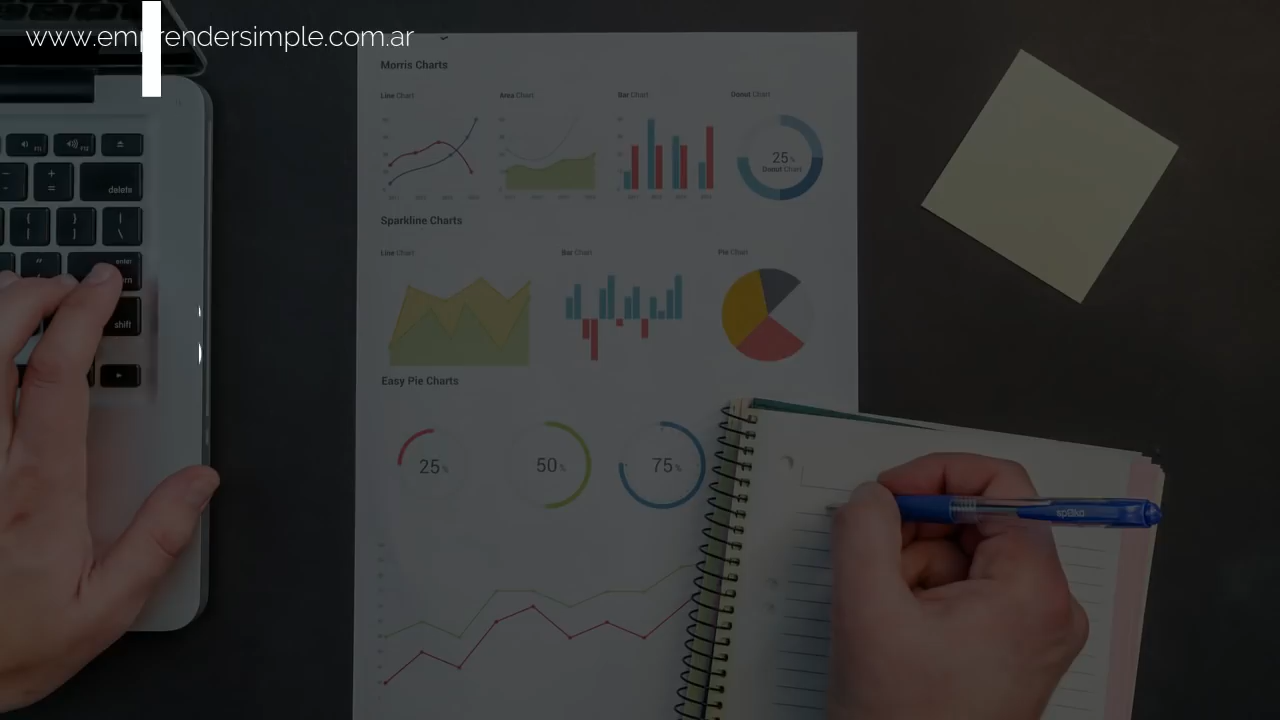 www.emprendersimple.com.ar
Morris Charts
Line Chart
Area Chart
Bar Chart
Donut Chart
25%
Donut Chart
Sparkline Charts
Line Chart
Bar Chart
Pie Chart
Easy Pie Charts
25%
50%
75%
delete
enter
shift